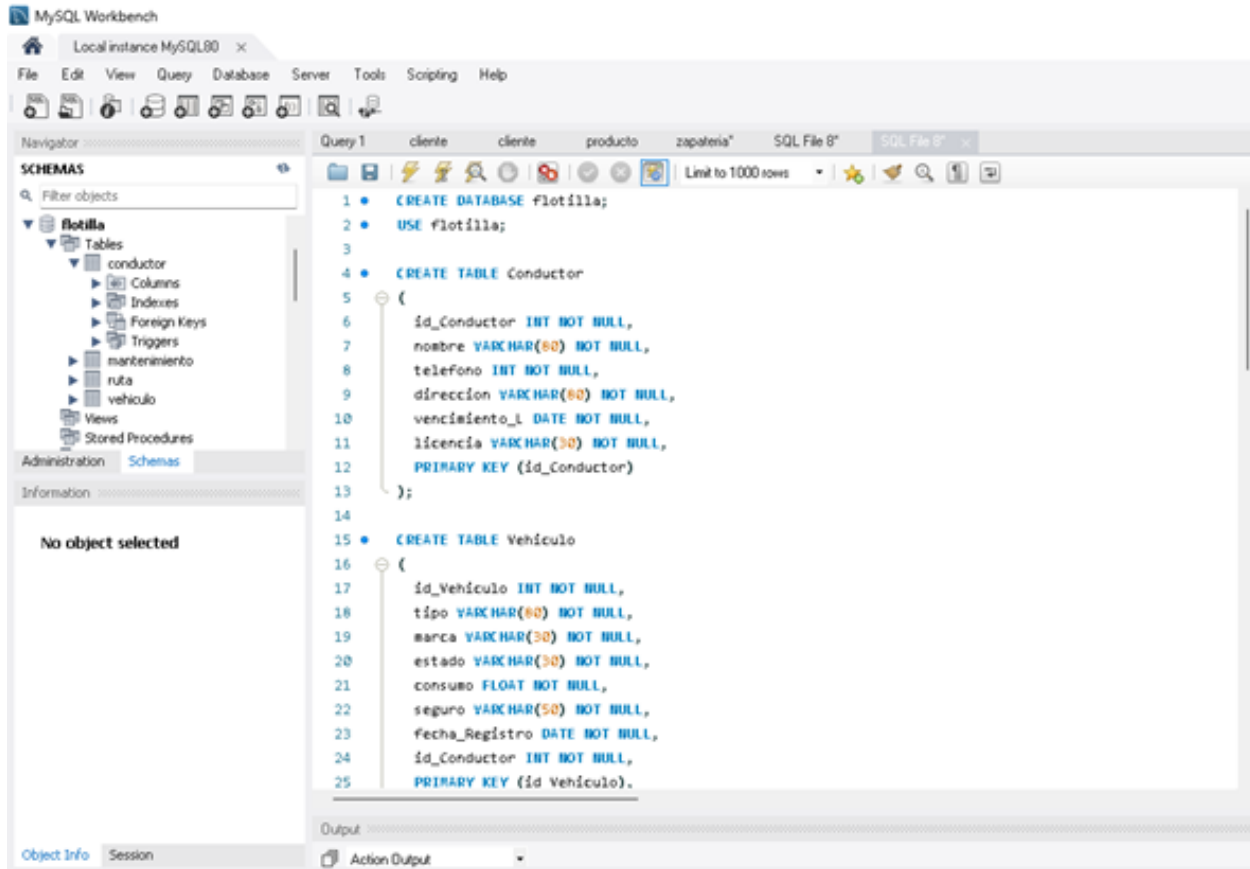 MySQL Workbench
Local instance MySQL80
File Edit View Query Database Server Tools Scripting Help
Navigator
SCHEMAS
Filter objects
flotilla
Tables
conductor
Columns
Indexes
Foreign Keys
Triggers
mantenimiento
ruta
vehiculo
Views
Stored Procedures
Administration Schemas
Information
No object selected
Object Info Session
Query 1 cliente cliente producto zapateria* SQL File 8* SQL File 8*
Limit to 1000 rows
1 CREATE DATABASE flotilla;
2 USE flotilla;
3
4 CREATE TABLE Conductor
5 (
6 id_Conductor INT NOT NULL,
7 nombre VARCHAR(80) NOT NULL,
8 telefono INT NOT NULL,
9 direccion VARCHAR(80) NOT NULL,
10 vencimiento_L DATE NOT NULL,
11 licencia VARCHAR(30) NOT NULL,
12 PRIMARY KEY (id_Conductor)
13 );
14
15 CREATE TABLE Vehículo
16 (
17 id_Vehículo INT NOT NULL,
18 tipo VARCHAR(80) NOT NULL,
19 marca VARCHAR(30) NOT NULL,
20 estado VARCHAR(30) NOT NULL,
21 consumo FLOAT NOT NULL,
22 seguro VARCHAR(50) NOT NULL,
23 fecha_Registro DATE NOT NULL,
24 id_Conductor INT NOT NULL,
25 PRIMARY KEY (id_Vehículo),
Output
Action Output